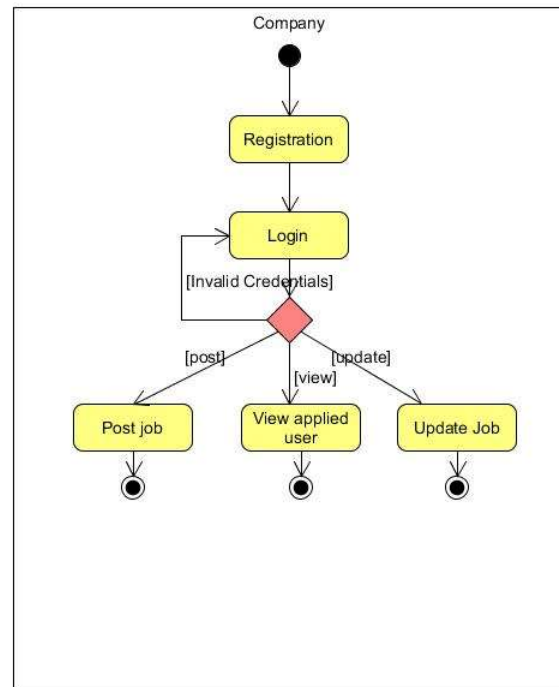 Company
Registration
Login
[Invalid Credentials]
[post]
[update]
[view]
Post job
View applied
user
Update Job